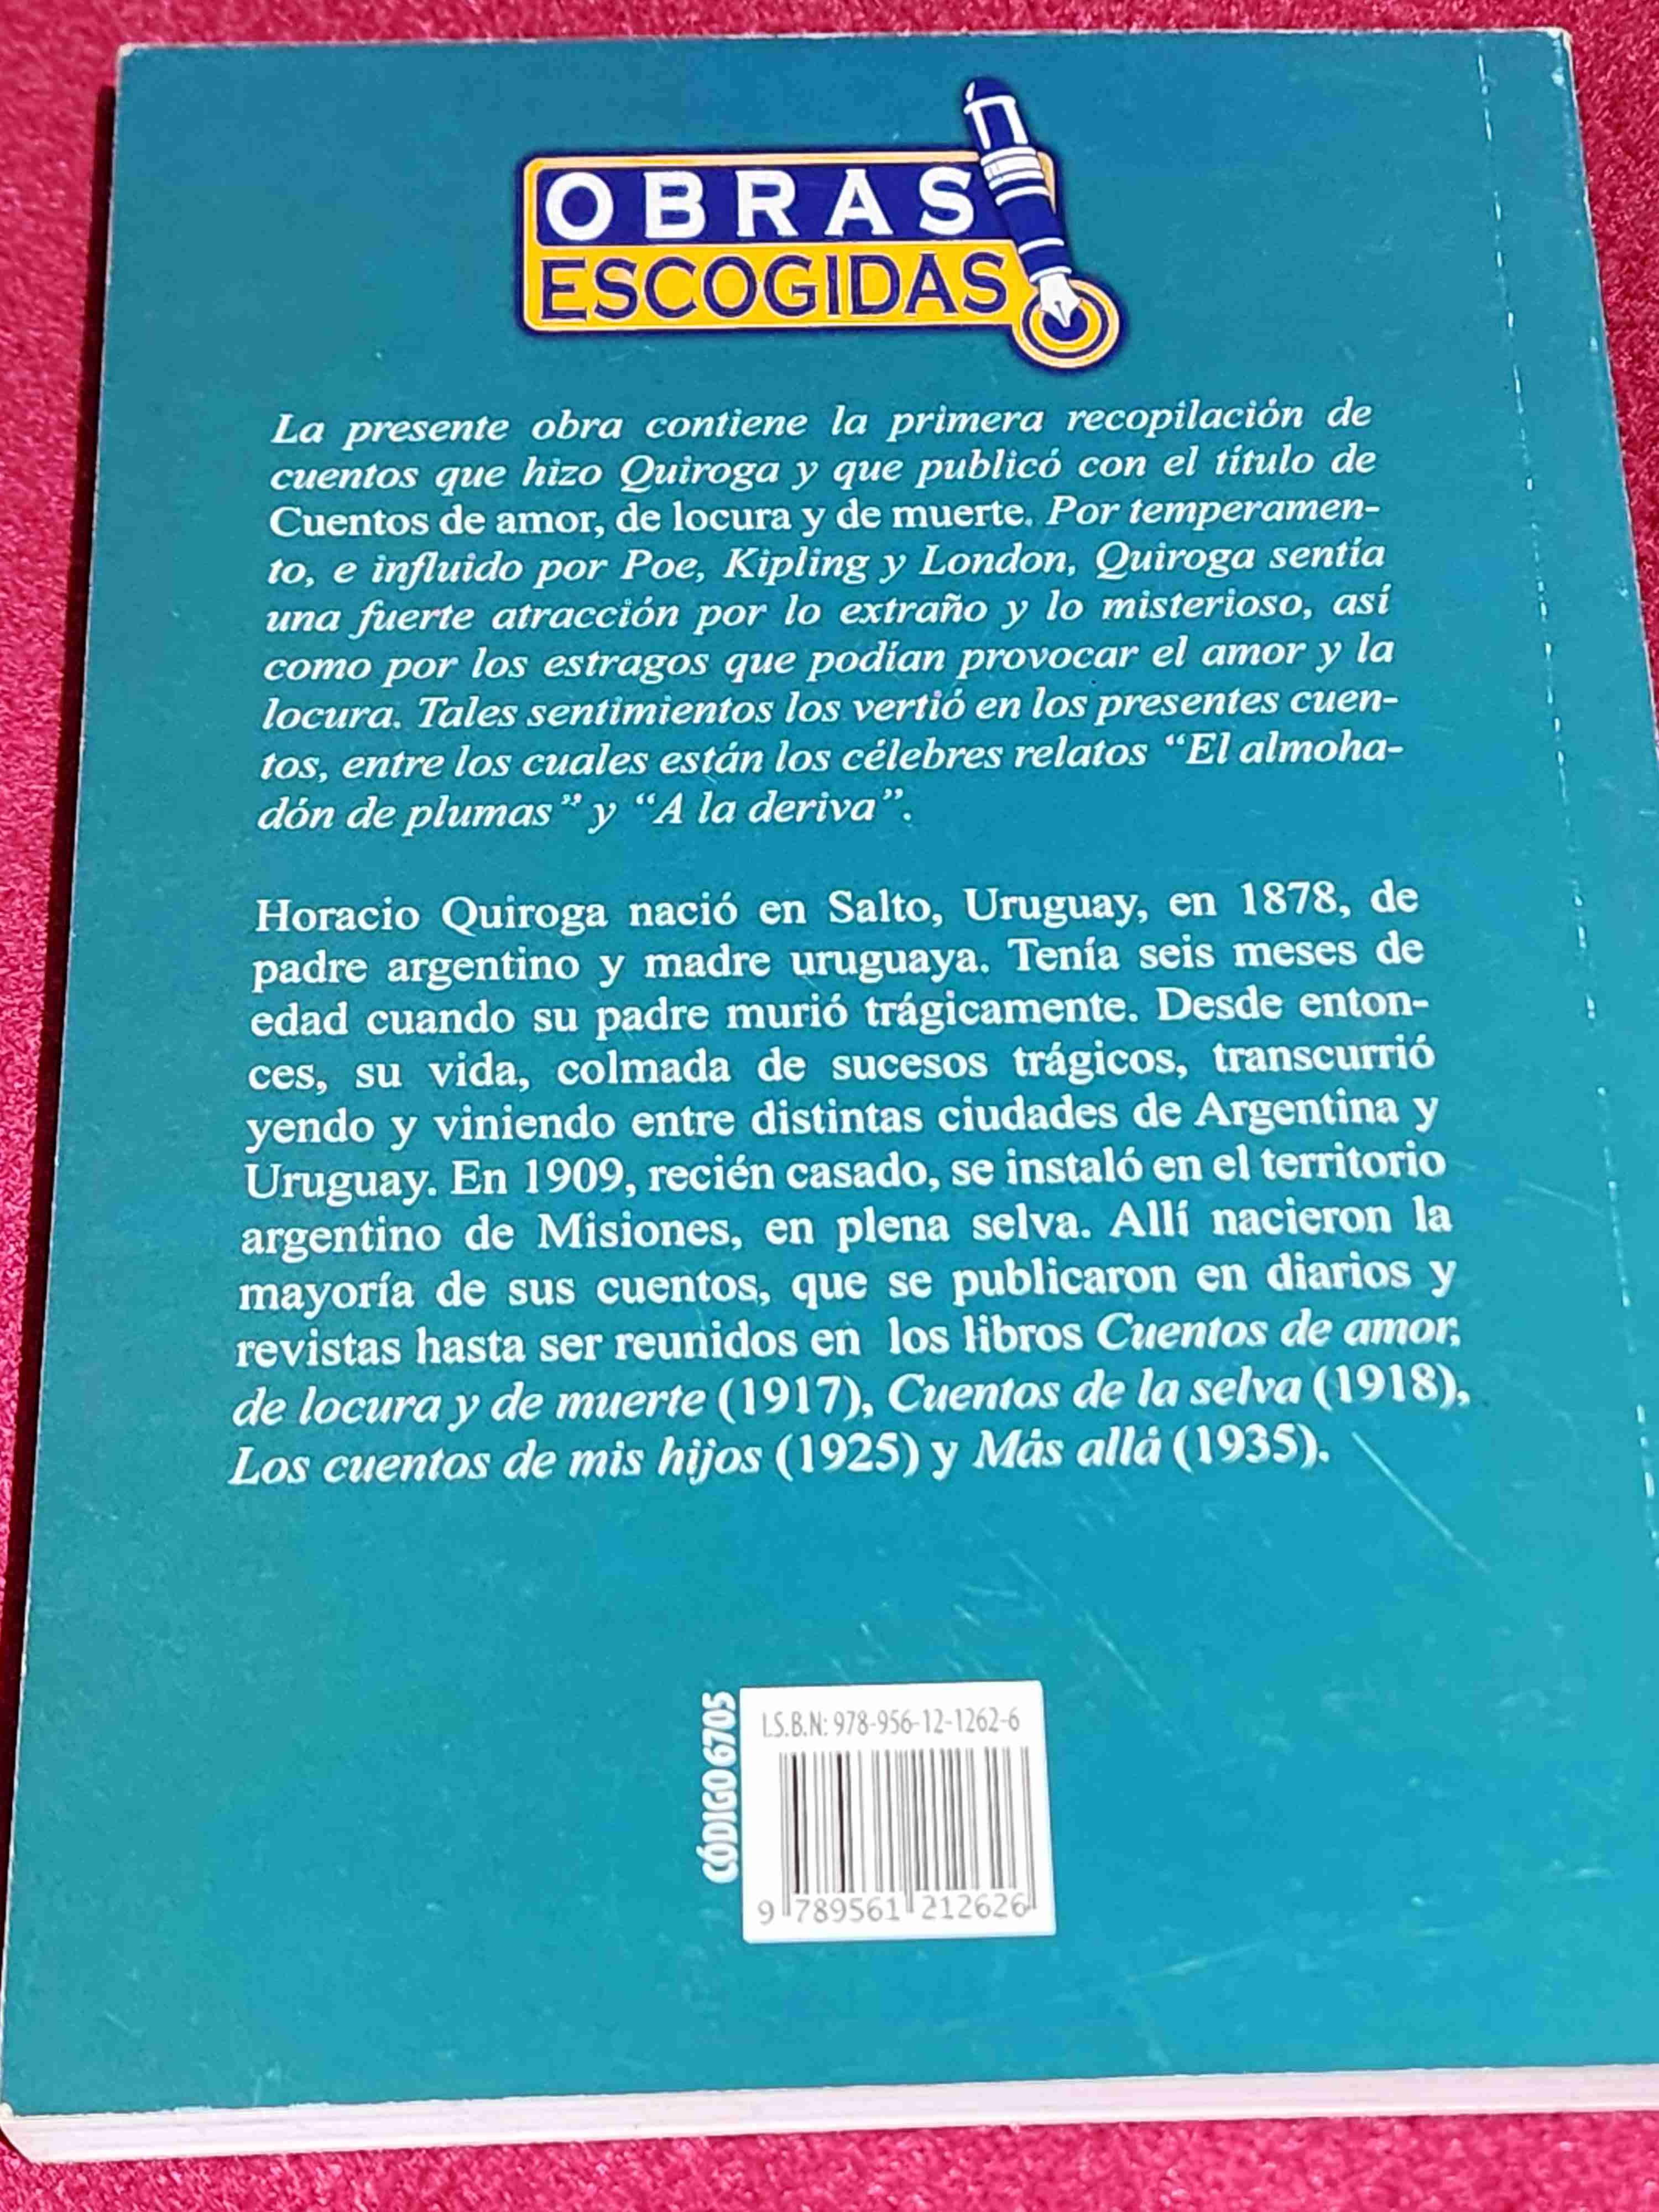 OBRAS
ESCOGIDAS
La presente obra contiene la primera recopilación de
cuentos que hizo Quiroga y que publicó con el título de
Cuentos de amor, de locura y de muerte. Por temperamen-
to, e influido por Poe, Kipling y London, Quiroga sentía
una fuerte atracción por lo extraño y lo misterioso, así
como por los estragos que podían provocar el amor y la
locura. Tales sentimientos los vertió en los presentes cuen-
tos, entre los cuales están los célebres relatos “El almoha-
dón de plumas” y “A la deriva”.
Horacio Quiroga nació en Salto, Uruguay, en 1878, de
padre argentino y madre uruguaya. Tenía seis meses de
edad cuando su padre murió trágicamente. Desde enton-
ces, su vida, colmada de sucesos trágicos, transcurrió
yendo y viniendo entre distintas ciudades de Argentina y
Uruguay. En 1909, recién casado, se instaló en el territorio
argentino de Misiones, en plena selva. Allí nacieron la
mayoría de sus cuentos, que se publicaron en diarios y
revistas hasta ser reunidos en los libros Cuentos de amor,
de locura y de muerte (1917), Cuentos de la selva (1918),
Los cuentos de mis hijos (1925) y Más allá (1935).
CÓDIGO 6705
I.S.B.N: 978-956-12-1262-6
9 789561 212626